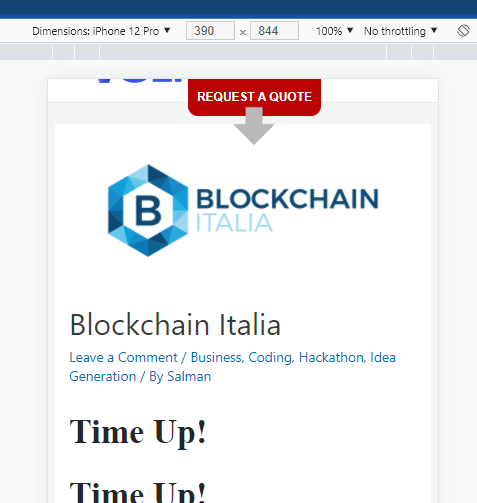 Dimensions: iPhone 12 Pro ▼ 390 × 844 100% ▼ No throttling ▼
REQUEST A QUOTE
B BLOCKCHAIN
ITALIA
Blockchain Italia
Leave a Comment / Business, Coding, Hackathon, Idea
Generation / By Salman
Time Up!
Time Up!